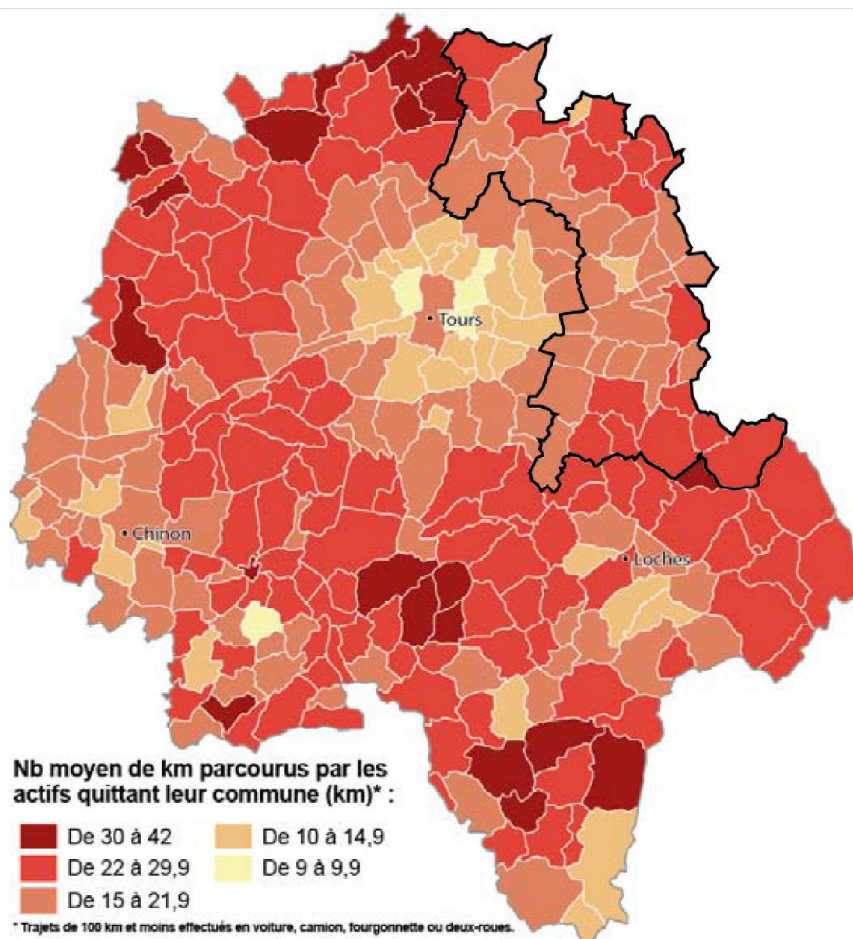 Tours
Chinon
Loches
Nb moyen de km parcourus par les
actifs quittant leur commune (km)* :
De 30 à 42
De 10 à 14,9
De 22 à 29,9
De 9 à 9,9
De 15 à 21,9
* Trajets de 100 km et moins effectués en voiture, camion, fourgonnette ou deux-roues.